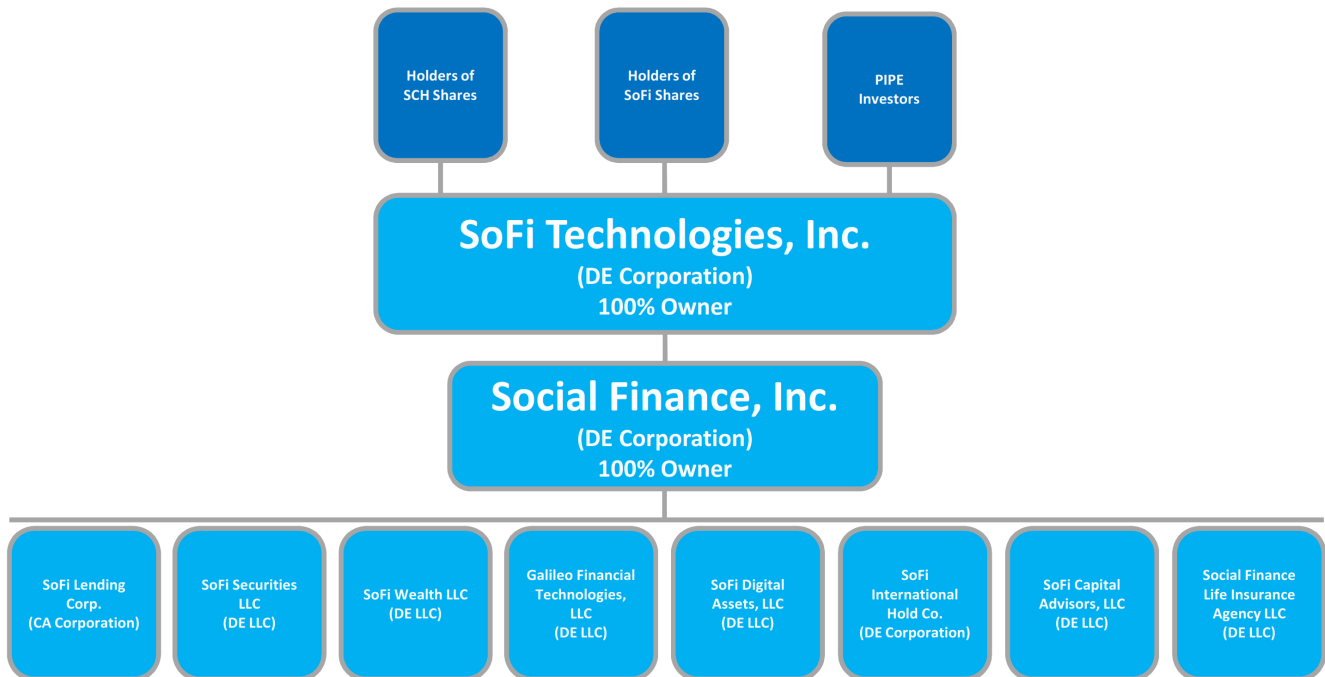 Holders of
SCH Shares
Holders of
SoFi Shares
PIPE
Investors
SoFi Technologies, Inc.
(DE Corporation)
100% Owner
Social Finance, Inc.
(DE Corporation)
100% Owner
SoFi Lending
Corp.
(CA Corporation)
SoFi Securities
LLC
(DE LLC)
SoFi Wealth LLC
(DE LLC)
Galileo Financial
Technologies,
LLC
(DE LLC)
SoFi Digital
Assets, LLC
(DE LLC)
SoFi
International
Hold Co.
(DE Corporation)
SoFi Capital
Advisors, LLC
(DE LLC)
Social Finance
Life Insurance
Agency LLC
(DE LLC)